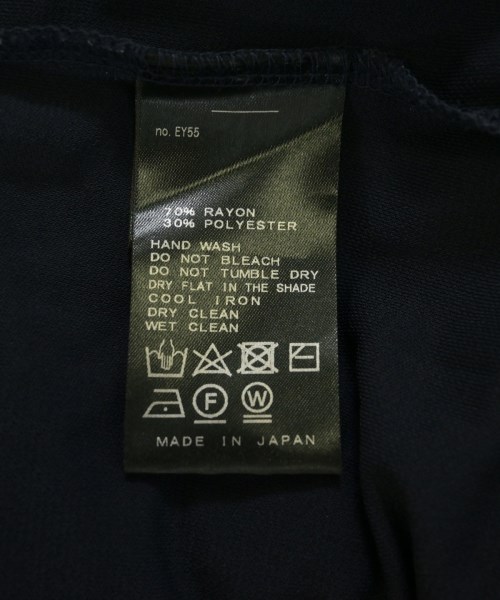 no. EY55
70% RAYON
30% POLYESTER
HAND WASH
DO NOT BLEACH
DO NOT TUMBLE DRY
DRY FLAT IN THE SHADE
COOL IRON
DRY CLEAN
WET CLEAN
F W
MADE IN JAPAN